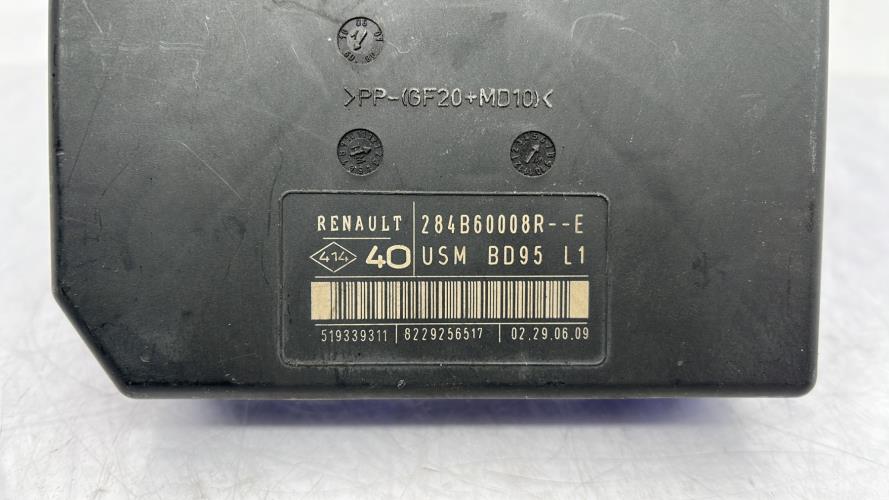 >PP-(GF20+MD10)<
RENAULT 284B60008R--E
414 40 USM BD95 L1
519339311 8229256517 02.29.06.09